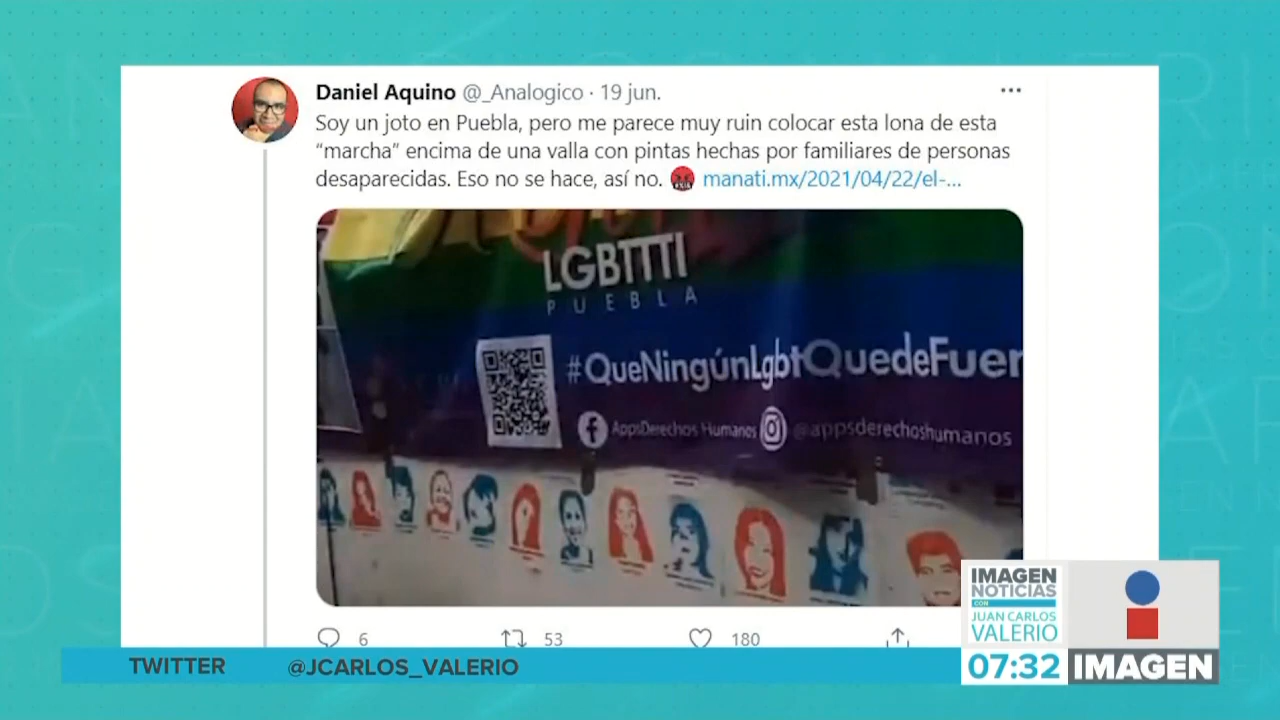 Daniel Aquino @_Analogico · 19 jun.
Soy un joto en Puebla, pero me parece muy ruin colocar esta lona de esta
“marcha” encima de una valla con pintas hechas por familiares de personas
desaparecidas. Eso no se hace, así no. manati.mx/2021/04/22/el-...
LGBTTTI
PUEBLA
#QueNingúnLgbtQuedeFuer
AppsDerechos Humanos @appsderechoshumanos
6 53 180
IMAGEN
NOTICIAS
CON
JUAN CARLOS
VALERIO
TWITTER @JCARLOS_VALERIO
07:32 IMAGEN